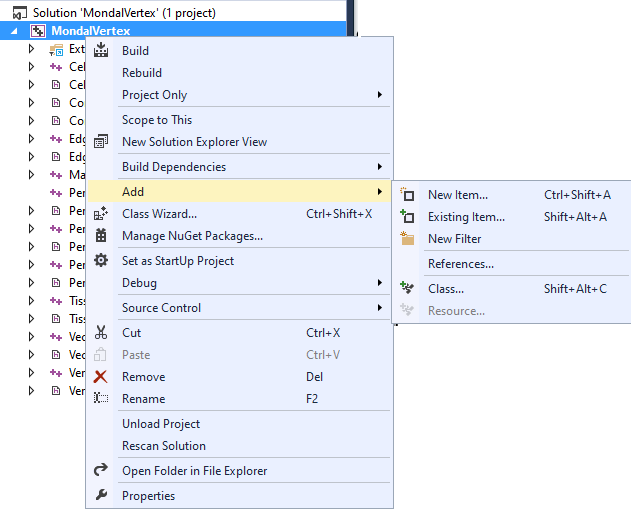 Solution 'MondalVertex' (1 project)
MondalVertex
Ext
Cel
Cel
Co
Co
Edg
Edg
Ma
Per
Per
Per
Per
Per
Per
Tiss
Tiss
Vec
Vec
Ver
Ver
Build
Rebuild
Project Only
Scope to This
New Solution Explorer View
Build Dependencies
Add
Class Wizard... Ctrl+Shift+X
Manage NuGet Packages...
Set as StartUp Project
Debug
Source Control
Cut Ctrl+X
Paste Ctrl+V
Remove Del
Rename F2
Unload Project
Rescan Solution
Open Folder in File Explorer
Properties
New Item... Ctrl+Shift+A
Existing Item... Shift+Alt+A
New Filter
References...
Class... Shift+Alt+C
Resource...